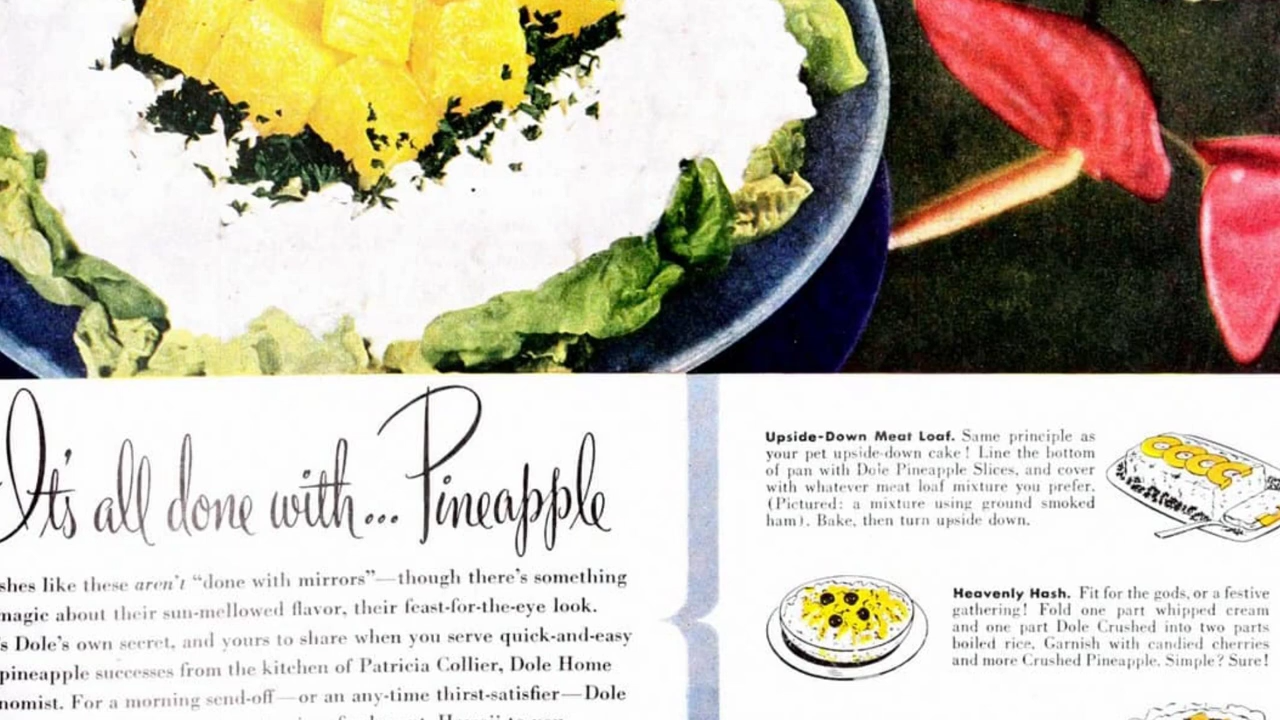 It's all done with... Pineapple
shes like these aren't “done with mirrors”—though there's something
magic about their sun-mellowed flavor, their feast-for-the-eye look.
s Dole's own secret, and yours to share when you serve quick-and-easy
pineapple successes from the kitchen of Patricia Collier, Dole Home
nomist. For a morning send-off—or an any-time thirst-satisfier—Dole
Upside-Down Meat Loaf. Same principle as
your pet upside-down cake! Line the bottom
of pan with Dole Pineapple Slices, and cover
with whatever meat loaf mixture you prefer.
(Pictured: a mixture using ground smoked
ham). Bake, then turn upside down.
Heavenly Hash. Fit for the gods, or a festive
gathering! Fold one part whipped cream
and one part Dole Crushed into two parts
boiled rice. Garnish with candied cherries
and more Crushed Pineapple. Simple? Sure!